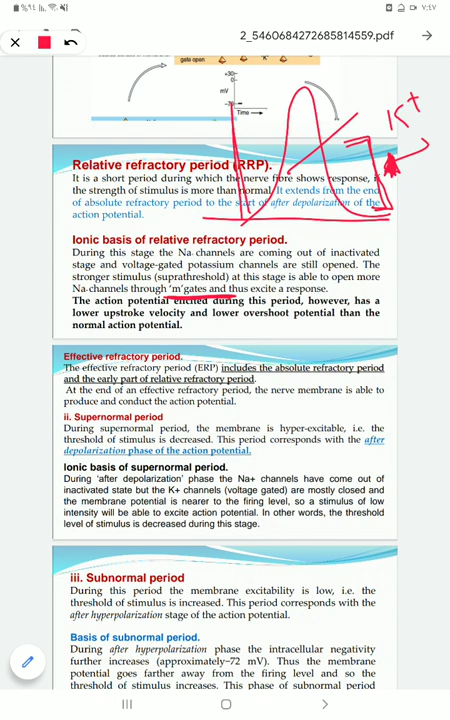 %٩٤
٧:٤٧
2_5460684272685814559.pdf
gate open
K⁺
+30
0
mV
-70
Time
K+
Relative refractory period (RRP).
It is a short period during which the nerve fibre shows response, if
the strength of stimulus is more than normal. It extends from the end
of absolute refractory period to the start of after depolarization of the
action potential.
Ionic basis of relative refractory period.
During this stage the Na+ channels are coming out of inactivated
stage and voltage-gated potassium channels are still opened. The
stronger stimulus (suprathreshold) at this stage is able to open more
Na+ channels through 'm'gates and thus excite a response.
The action potential elicited during this period, however, has a
lower upstroke velocity and lower overshoot potential than the
normal action potential.
Effective refractory period.
The effective refractory period (ERP) includes the absolute refractory period
and the early part of relative refractory period.
At the end of an effective refractory period, the nerve membrane is able to
produce and conduct the action potential.
ii. Supernormal period
During supernormal period, the membrane is hyper-excitable, i.e. the
threshold of stimulus is decreased. This period corresponds with the after
depolarization phase of the action potential.
Ionic basis of supernormal period.
During 'after depolarization' phase the Na+ channels have come out of
inactivated state but the K+ channels (voltage gated) are mostly closed and
the membrane potential is nearer to the firing level, so a stimulus of low
intensity will be able to excite action potential. In other words, the threshold
level of stimulus is decreased during this stage.
iii. Subnormal period
During this period the membrane excitability is low, i.e. the
threshold of stimulus is increased. This period corresponds with the
after hyperpolarization stage of the action potential.
Basis of subnormal period.
During after hyperpolarization phase the intracellular negativity
further increases (approximately−72 mV). Thus the membrane
potential goes farther away from the firing level and so the
threshold of stimulus increases. This phase of subnormal period